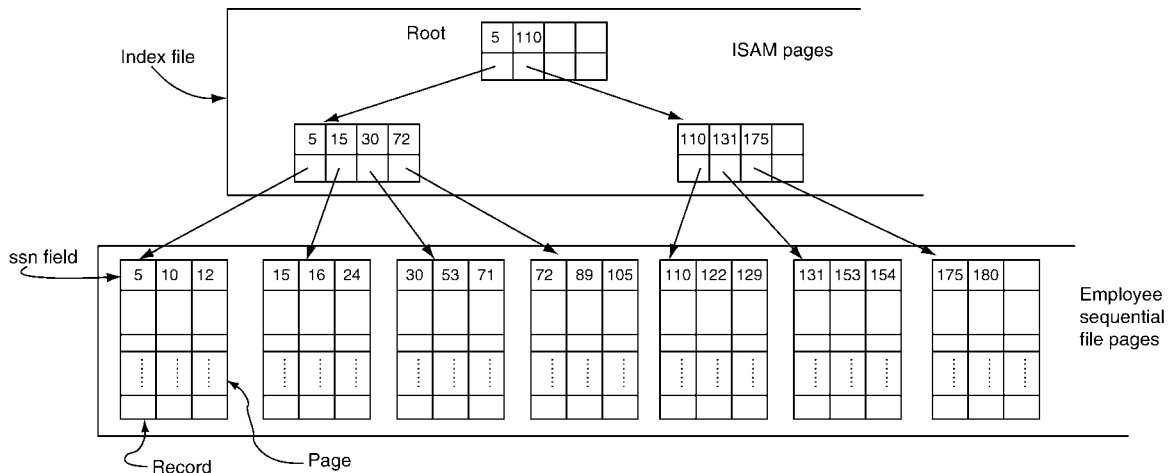 Root
5 110
ISAM pages
Index file
5 15 30 72
110 131 175
ssn field
5 10 12
15 16 24
30 53 71
72 89 105
110 122 129
131 153 154
175 180
Employee
sequential
file pages
Record
Page